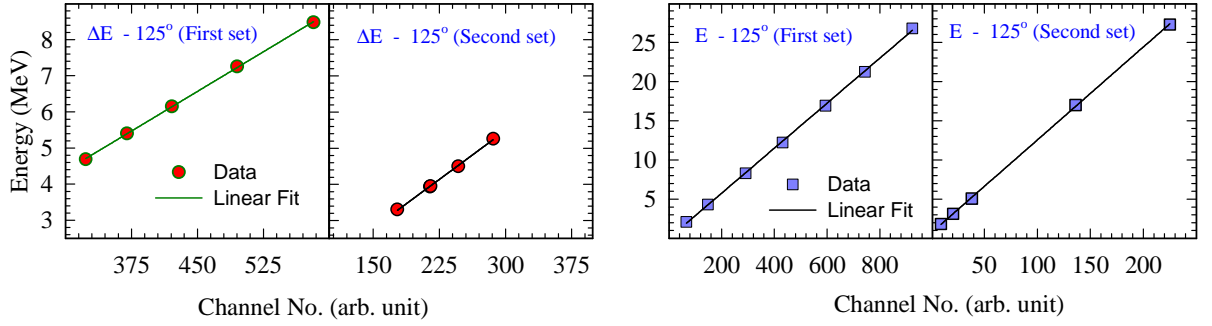 ΔE - 125° (First set)
ΔE - 125° (Second set)
8
7
6
5
4
3
Energy (MeV)
Data
Linear Fit
375 450 525
150 225 300 375
Channel No. (arb. unit)
E - 125° (First set)
E - 125° (Second set)
25
20
15
10
5
Data
Linear Fit
200 400 600 800
50 100 150 200
Channel No. (arb. unit)